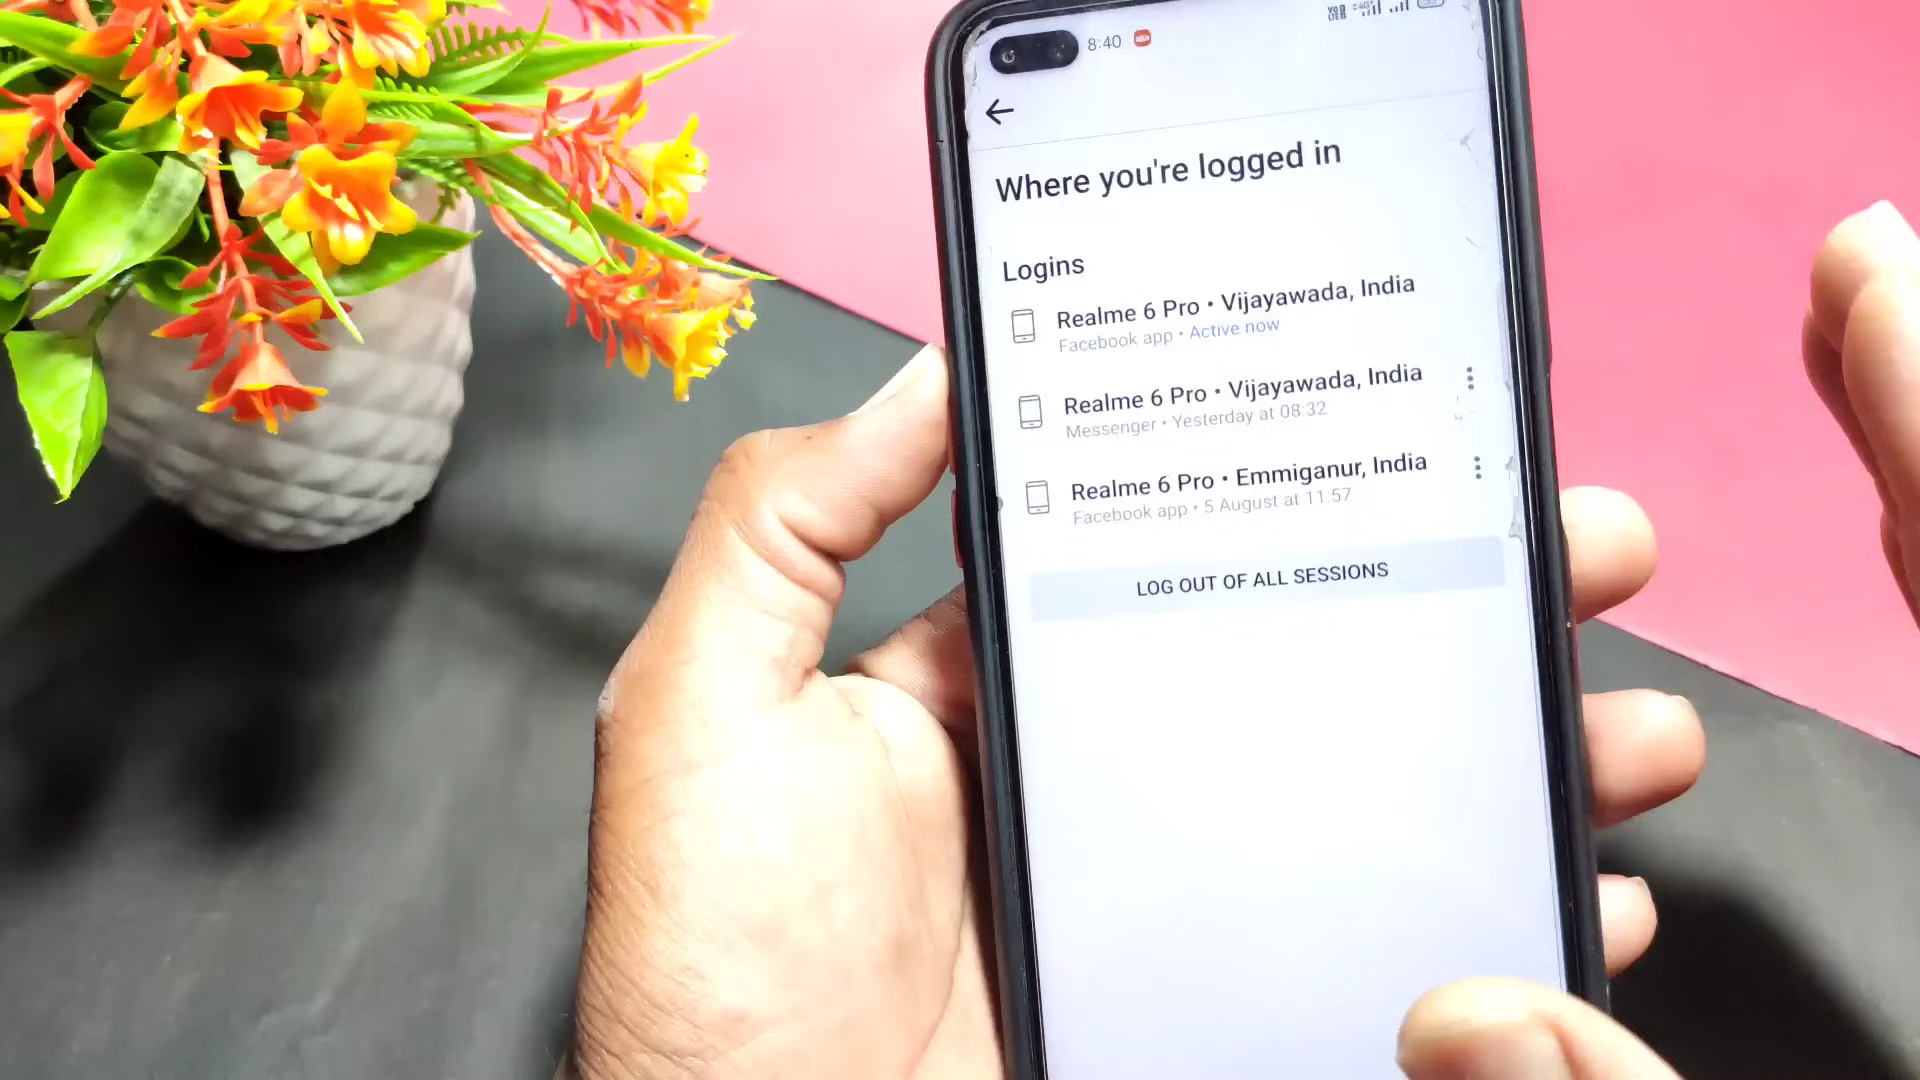 8:40
Where you're logged in
Logins
Realme 6 Pro • Vijayawada, India
Facebook app • Active now
Realme 6 Pro • Vijayawada, India
Messenger • Yesterday at 08:32
Realme 6 Pro • Emmiganur, India
Facebook app • 5 August at 11:57
LOG OUT OF ALL SESSIONS